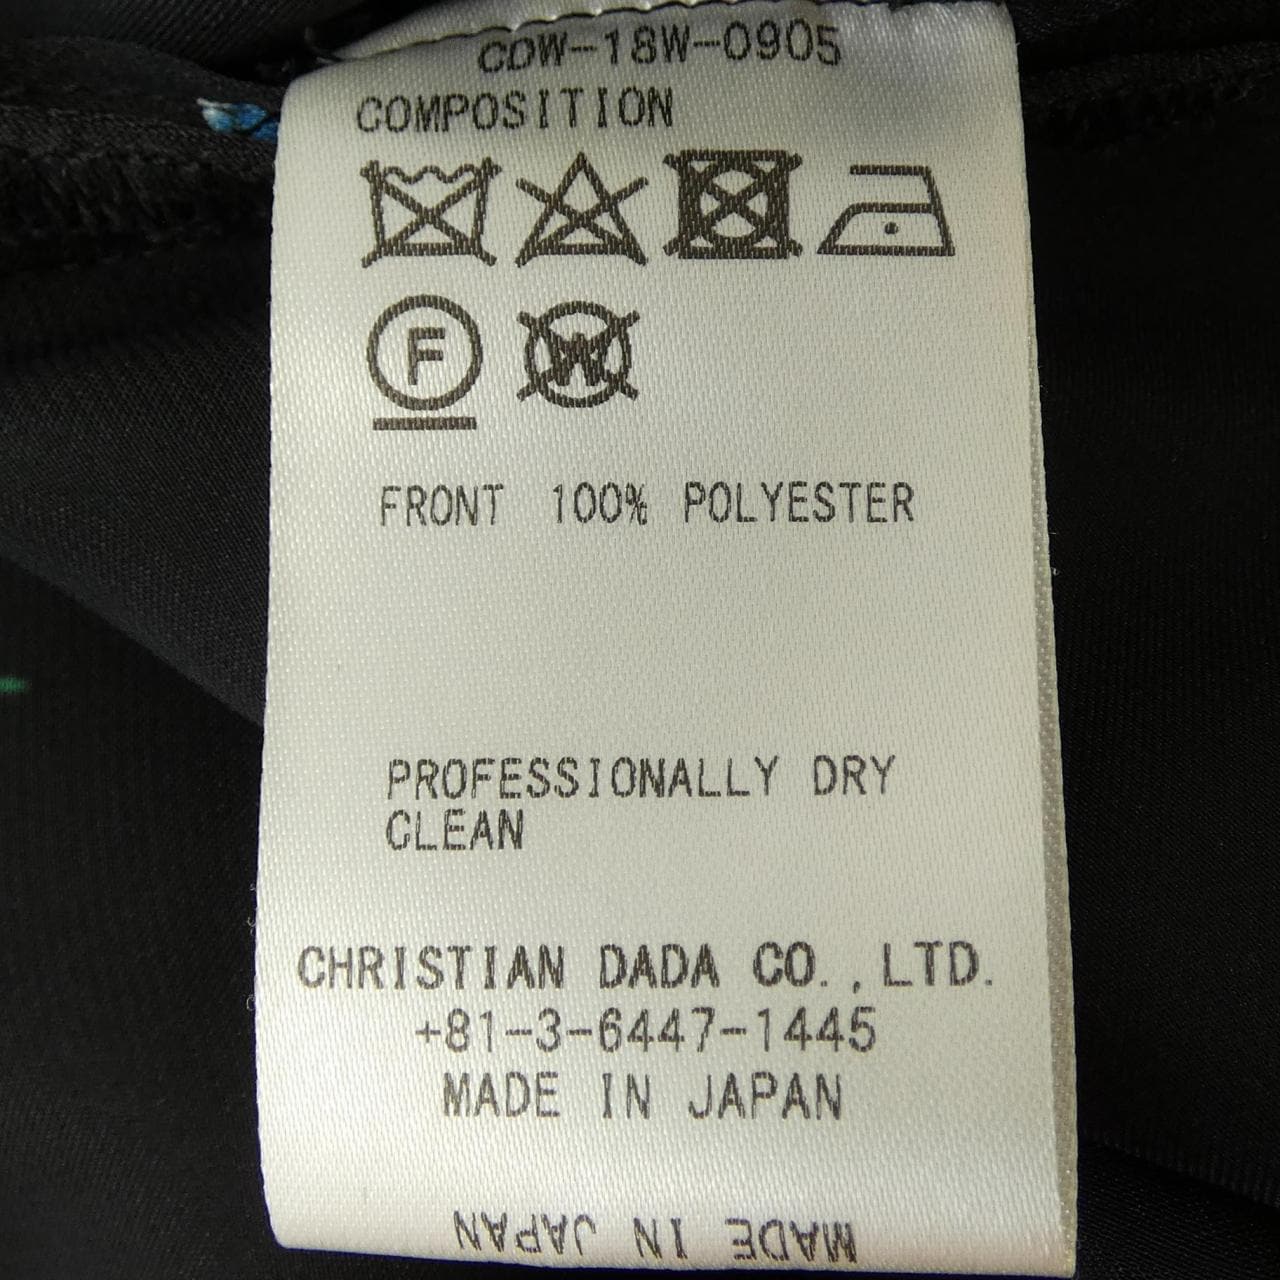 CDW-18W-0905
COMPOSITION
F W
FRONT 100% POLYESTER
PROFESSIONALLY DRY
CLEAN
CHRISTIAN DADA CO.,LTD.
+81-3-6447-1445
MADE IN JAPAN
MADE IN JAPAN